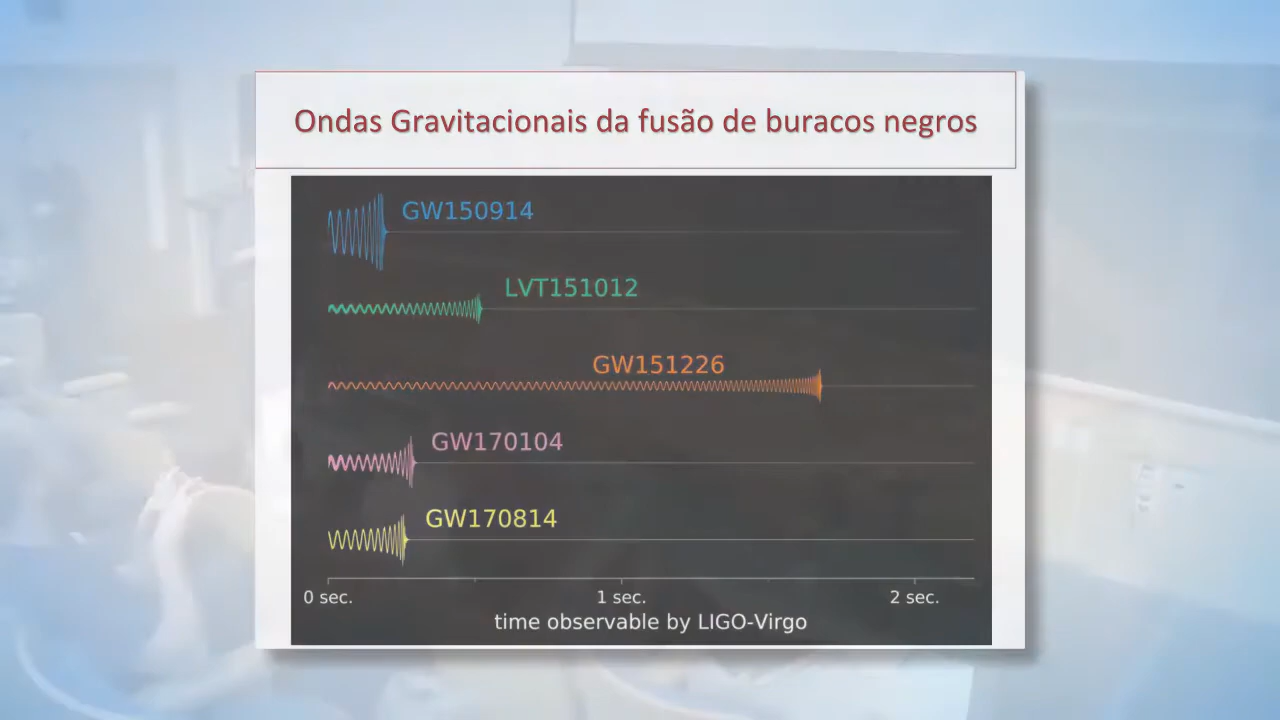 Ondas Gravitacionais da fusão de buracos negros
GW150914
LVT151012
GW151226
GW170104
GW170814
0 sec. 1 sec. 2 sec.
time observable by LIGO-Virgo